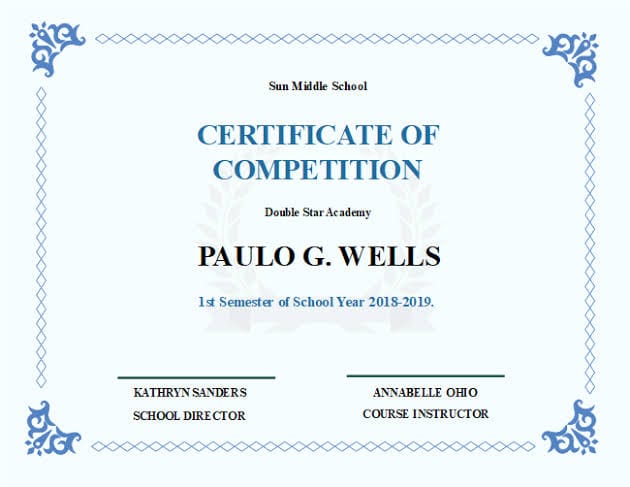 Sun Middle School
CERTIFICATE OF
COMPETITION
Double Star Academy
PAULO G. WELLS
1st Semester of School Year 2018-2019.
KATHRYN SANDERS
SCHOOL DIRECTOR
ANNABELLE OHIO
COURSE INSTRUCTOR